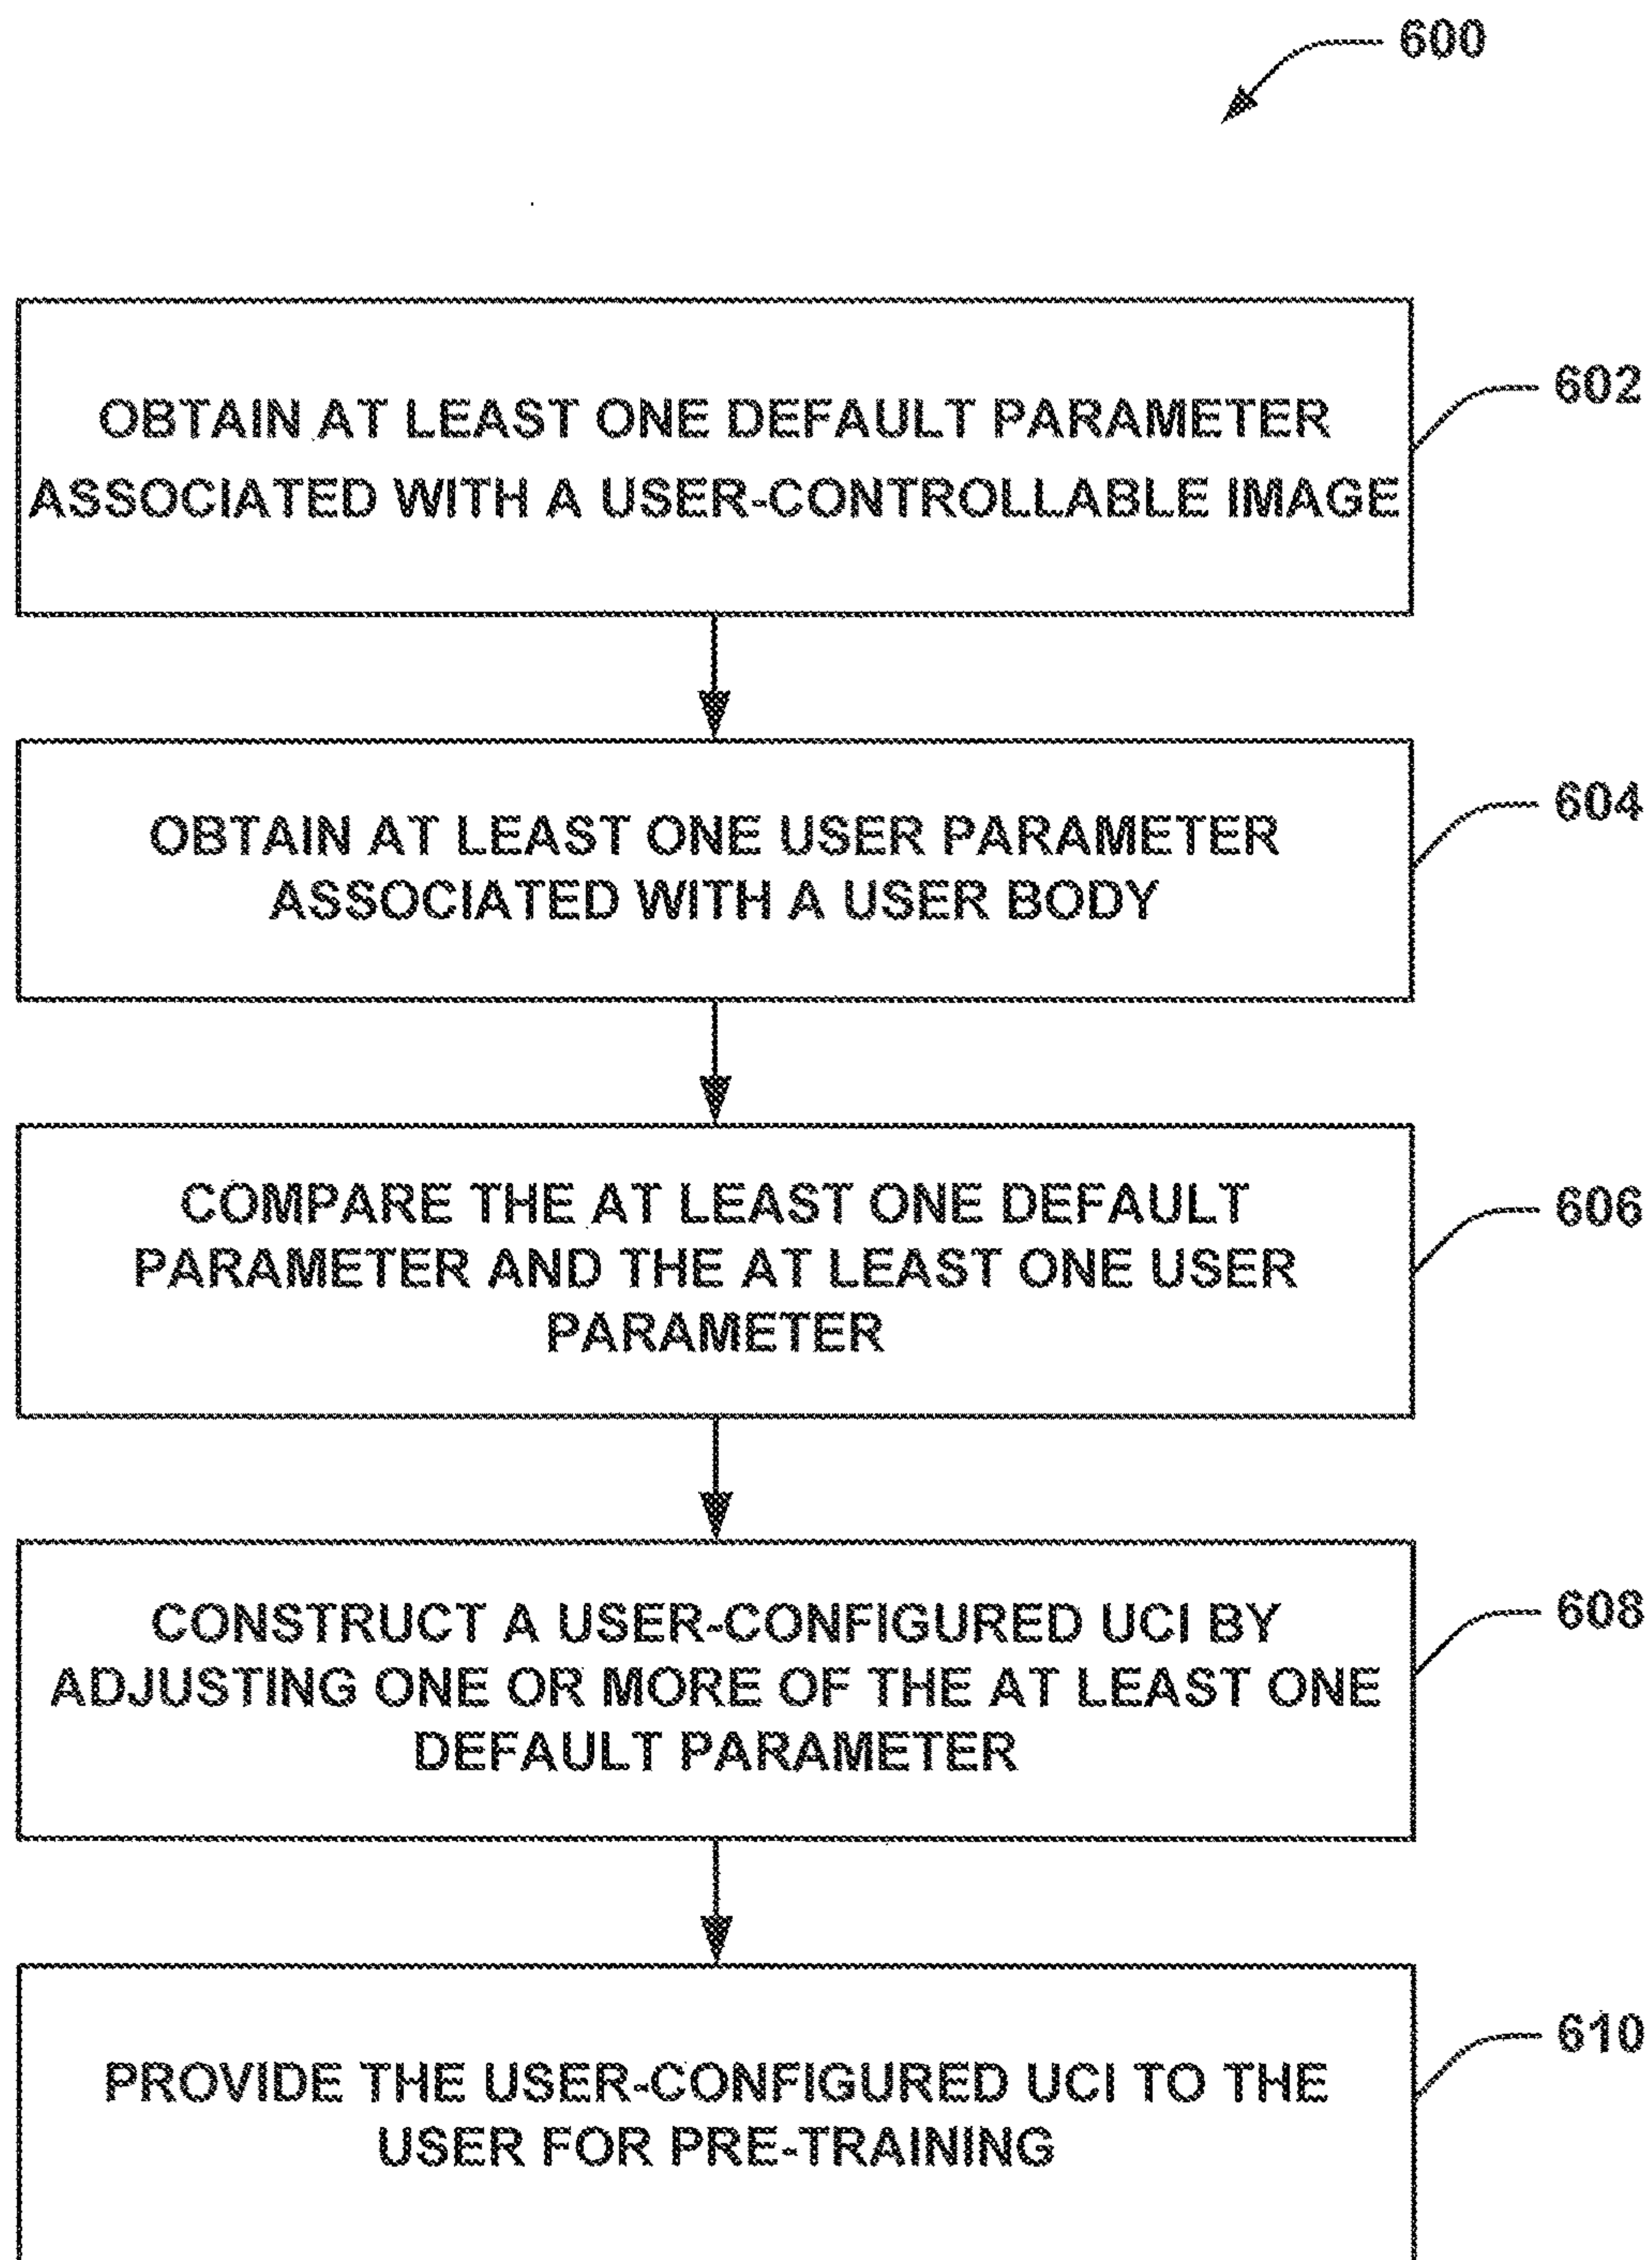 600
OBTAIN AT LEAST ONE DEFAULT PARAMETER
ASSOCIATED WITH A USER-CONTROLLABLE IMAGE
602
OBTAIN AT LEAST ONE USER PARAMETER
ASSOCIATED WITH A USER BODY
604
COMPARE THE AT LEAST ONE DEFAULT
PARAMETER AND THE AT LEAST ONE USER
PARAMETER
606
CONSTRUCT A USER-CONFIGURED UCI BY
ADJUSTING ONE OR MORE OF THE AT LEAST ONE
DEFAULT PARAMETER
608
PROVIDE THE USER-CONFIGURED UCI TO THE
USER FOR PRE-TRAINING
610